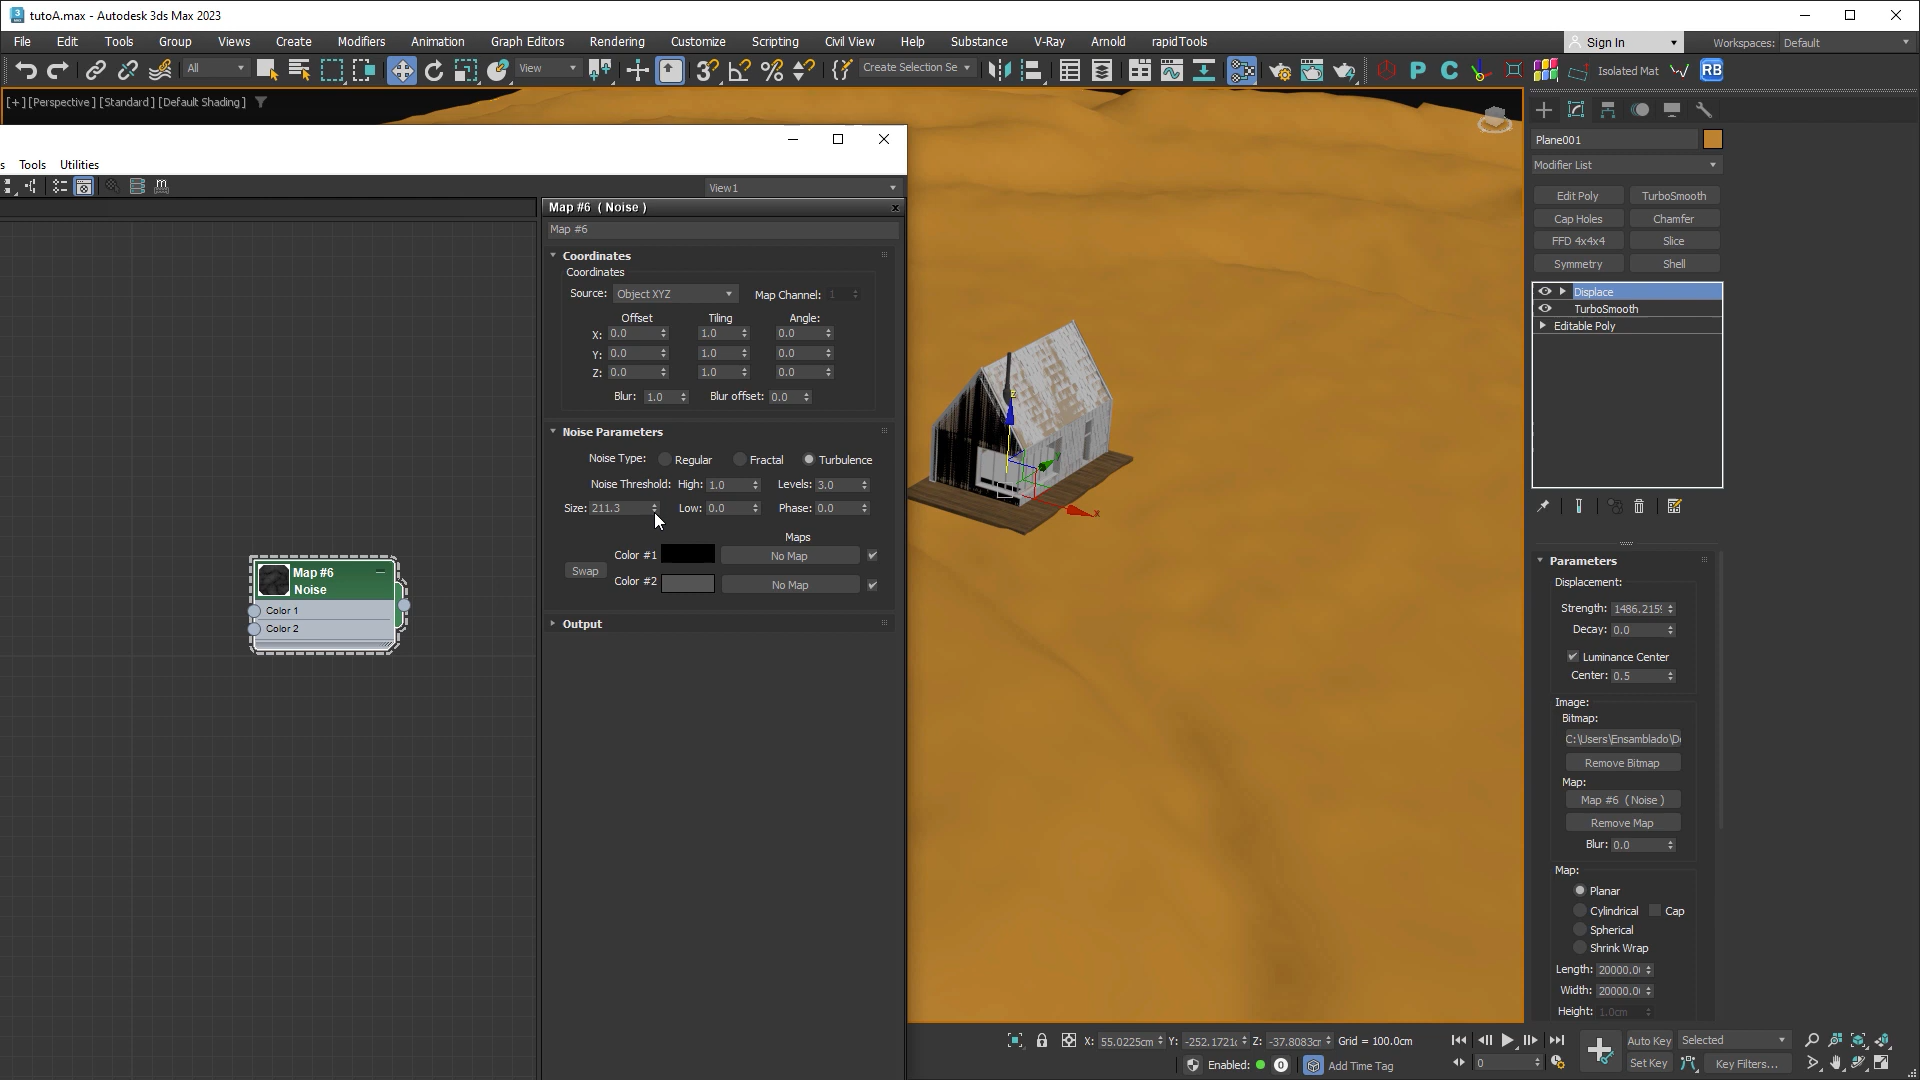 tutoA.max - Autodesk 3ds Max 2023
File Edit Tools Group Views Create Modifiers Animation Graph Editors Rendering Customize Scripting Civil View Help Substance V-Ray Arnold rapidTools Sign In Workspaces: Default
All View Create Selection Se Isolated Mat RB
[+] [Perspective] [Standard] [Default Shading]
Plane001
Modifier List
Edit Poly TurboSmooth
Cap Holes Chamfer
FFD 4x4x4 Slice
Symmetry Shell
Displace
TurboSmooth
Editable Poly
Parameters
Displacement:
Strength: 1486.215
Decay: 0.0
Luminance Center
Center: 0.5
Image:
Bitmap:
C:\Users\Ensamblado\D
Remove Bitmap
Map:
Map #6 (Noise)
Remove Map
Blur: 0.0
Map:
Planar
Cylindrical Cap
Spherical
Shrink Wrap
Length: 20000.0
Width: 20000.0
Height: 1.0cm
s Tools Utilities
View1
Map #6 (Noise) x
Map #6
Coordinates
Coordinates
Source: Object XYZ Map Channel: 1
Offset Tiling Angle:
X: 0.0 1.0 0.0
Y: 0.0 1.0 0.0
Z: 0.0 1.0 0.0
Blur: 1.0 Blur offset: 0.0
Noise Parameters
Noise Type: Regular Fractal Turbulence
Noise Threshold: High: 1.0 Levels: 3.0
Size: 211.3 Low: 0.0 Phase: 0.0
Maps
Color #1 No Map
Swap
Color #2 No Map
Output
Map #6
Noise
Color 1
Color 2
z
x
X: 55.0225cm Y: -252.1721c Z: -37.8083cm Grid = 100.0cm
Enabled: 0 Add Time Tag
0
Auto Key Selected
Set Key Key Filters...